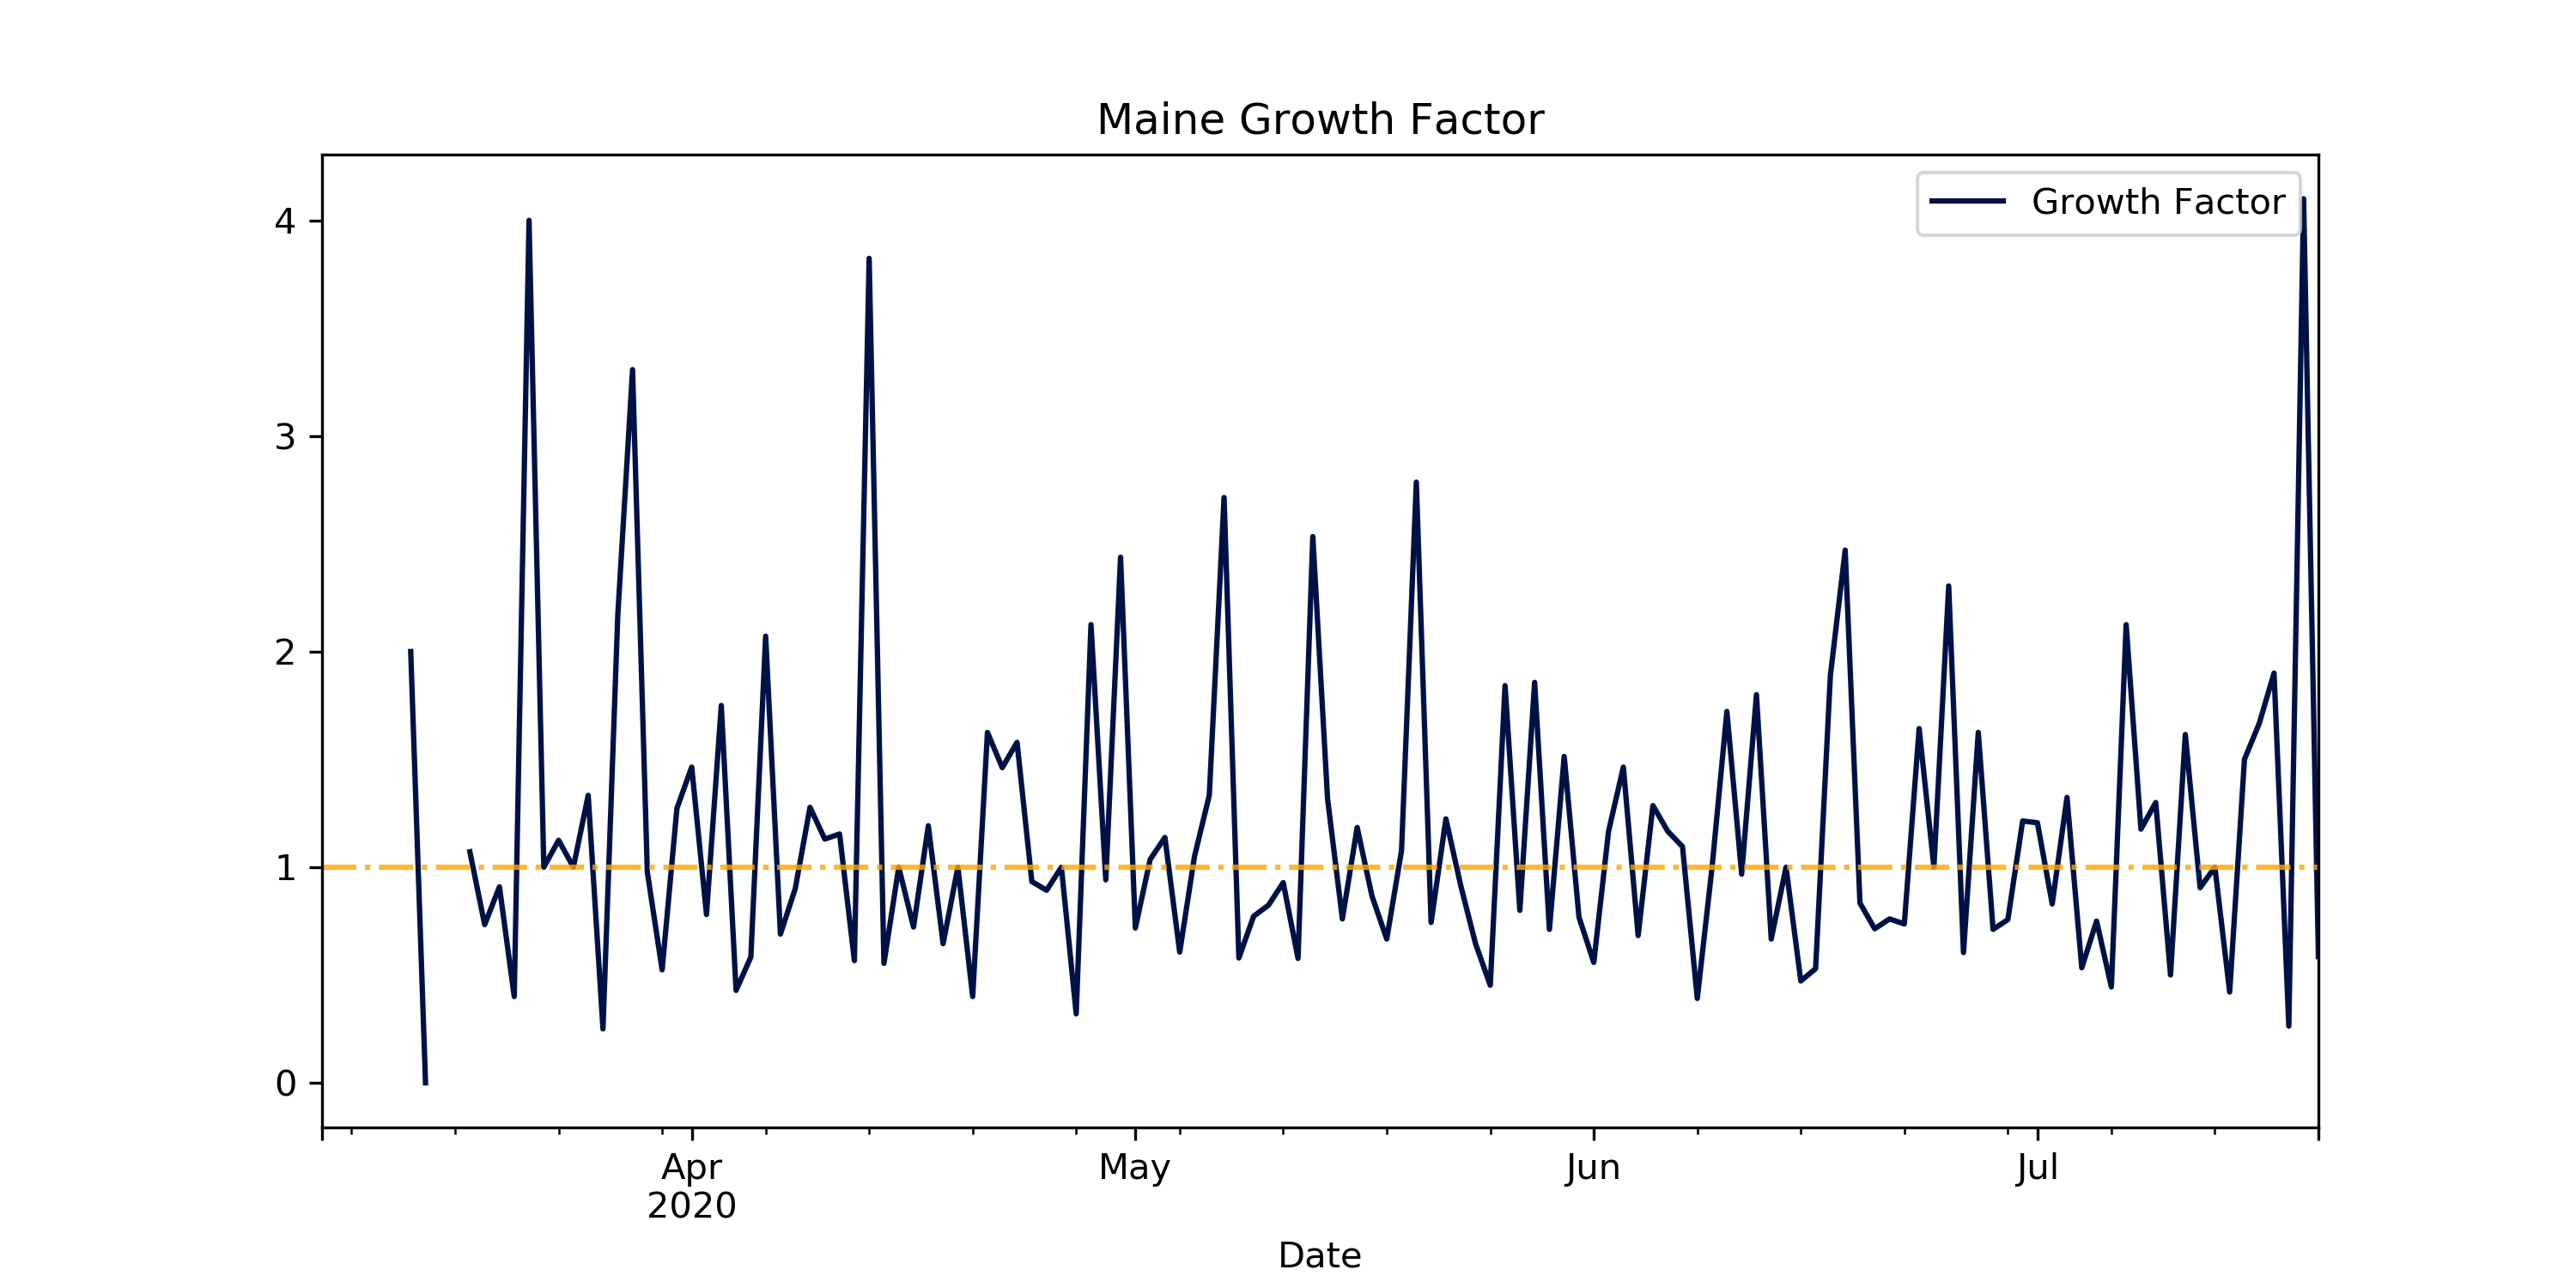 Maine Growth Factor
Growth Factor
4
3
2
1
0
Apr
2020
May
Jun
Jul
Date